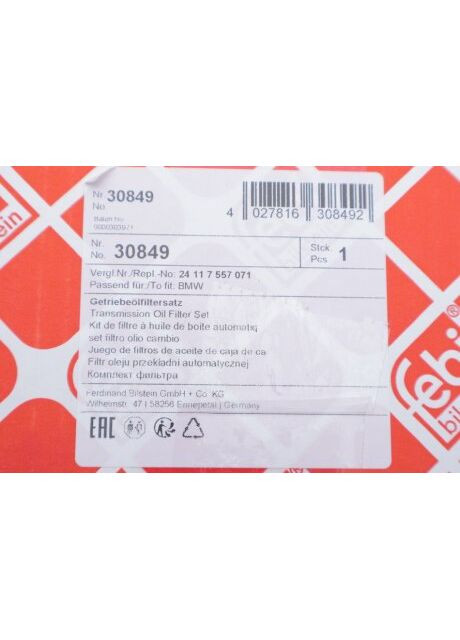 Nr. 30849
No.
Batch No
4 027816 308492
Nr.
No. 30849
Stck.
Pcs. 1
Vergl.Nr./Repl.-No: 24 11 7 557 071
Passend für:/To fit: BMW
Getriebeölfiltersatz
Transmission Oil Filter Set
Kit de filtre à huile de boîte automatiq
set filtro olio cambio
Juego de filtros de aceite de caja de ca
Filtr oleju przekładni automatycznej
Комплект фильтра
Ferdinand Bilstein GmbH + Co. KG
Wilhelmstr. 47 | 58256 Ennepetal | Germany
EAC
febi
bilstein